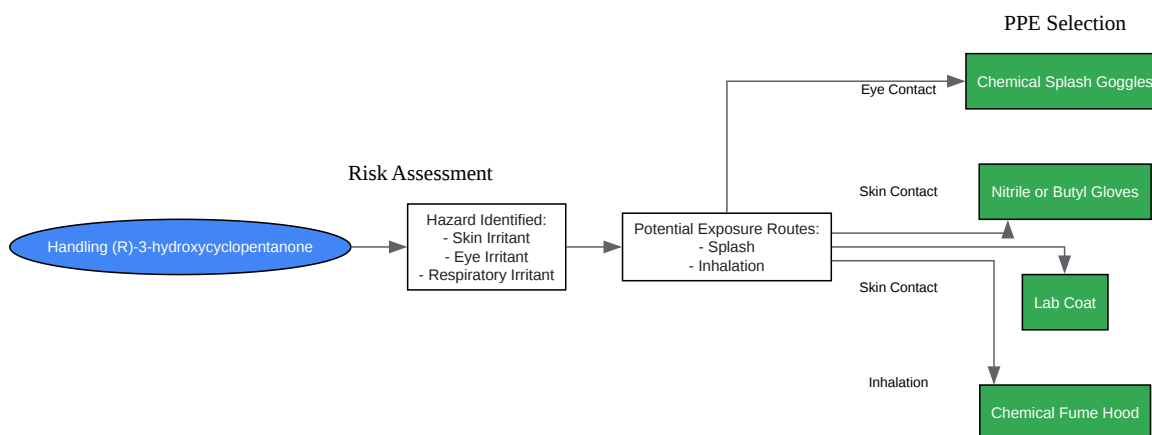 PPE Selection
Chemical Splash Goggles
Eye Contact
Risk Assessment
Skin Contact
Nitrile or Butyl Gloves
Handling (R)-3-hydroxycyclopentanone
Hazard Identified:
- Skin Irritant
- Eye Irritant
- Respiratory Irritant
Potential Exposure Routes:
- Splash
- Inhalation
Skin Contact
Lab Coat
Inhalation
Chemical Fume Hood